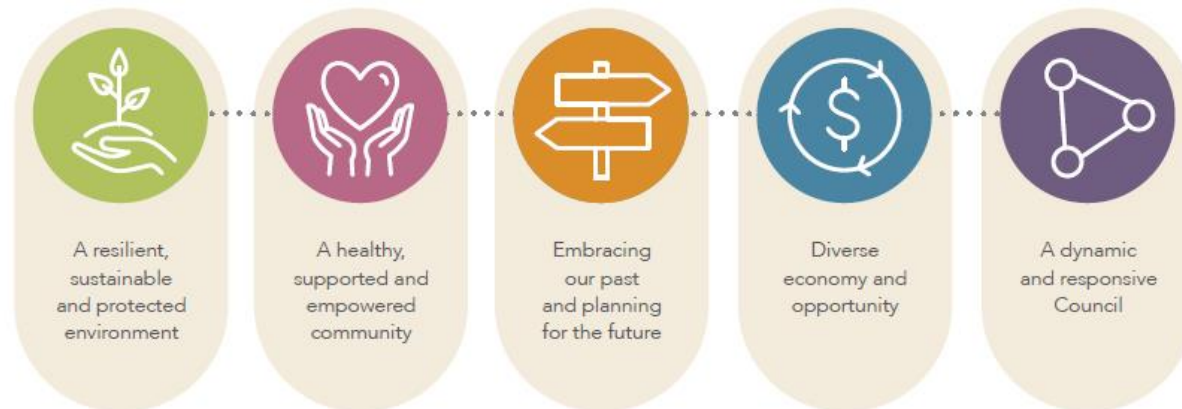 A resilient,
sustainable
and protected
environment
A healthy,
supported and
empowered
community
Embracing
our past
and planning
for the future
Diverse
economy and
opportunity
A dynamic
and responsive
Council
$